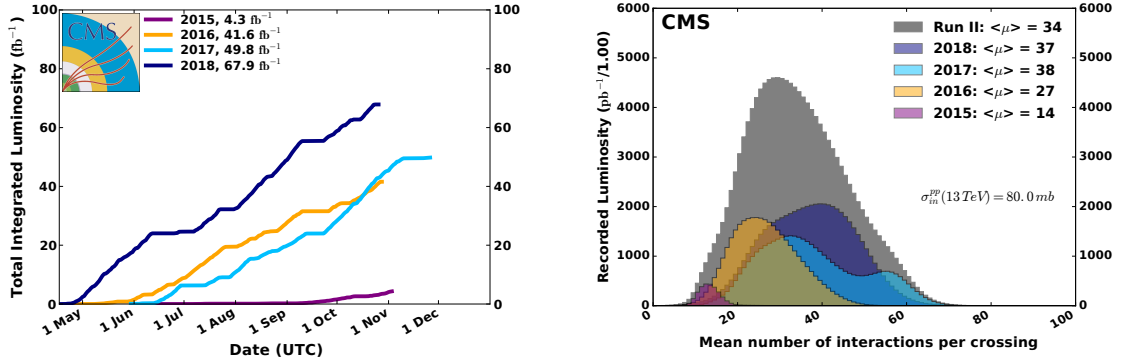 CMS
2015, 4.3 fb⁻¹
2016, 41.6 fb⁻¹
2017, 49.8 fb⁻¹
2018, 67.9 fb⁻¹
Total Integrated Luminosity (fb⁻¹)
100
80
60
40
20
0
100
80
60
40
20
0
1 May
1 Jun
1 Jul
1 Aug
1 Sep
1 Oct
1 Nov
1 Dec
Date (UTC)
CMS
Run II: <μ> = 34
2018: <μ> = 37
2017: <μ> = 38
2016: <μ> = 27
2015: <μ> = 14
σ_in^pp(13 TeV) = 80.0 mb
Recorded Luminosity (pb⁻¹/1.00)
6000
5000
4000
3000
2000
1000
0
6000
5000
4000
3000
2000
1000
0
0
20
40
60
80
100
Mean number of interactions per crossing